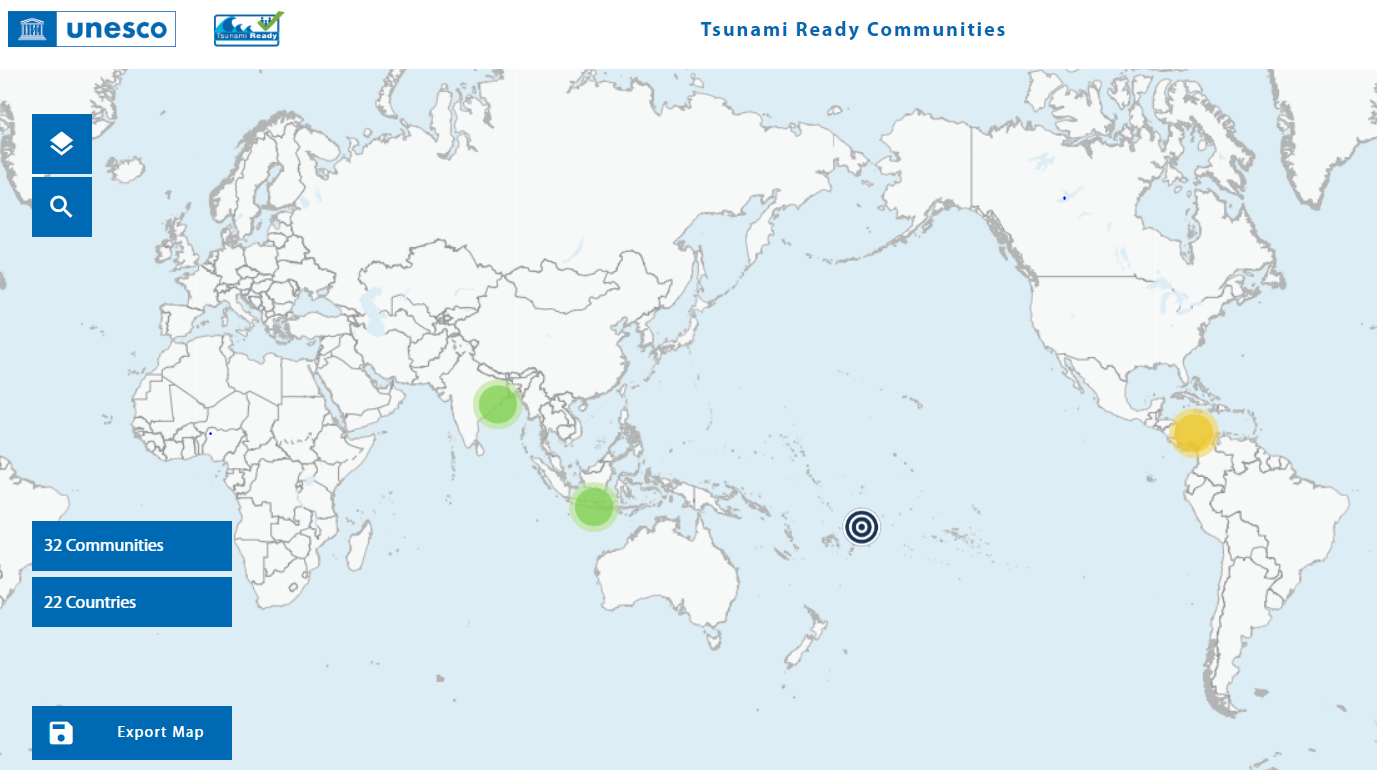 unesco
Tsunami Ready
Tsunami Ready Communities
32 Communities
22 Countries
Export Map